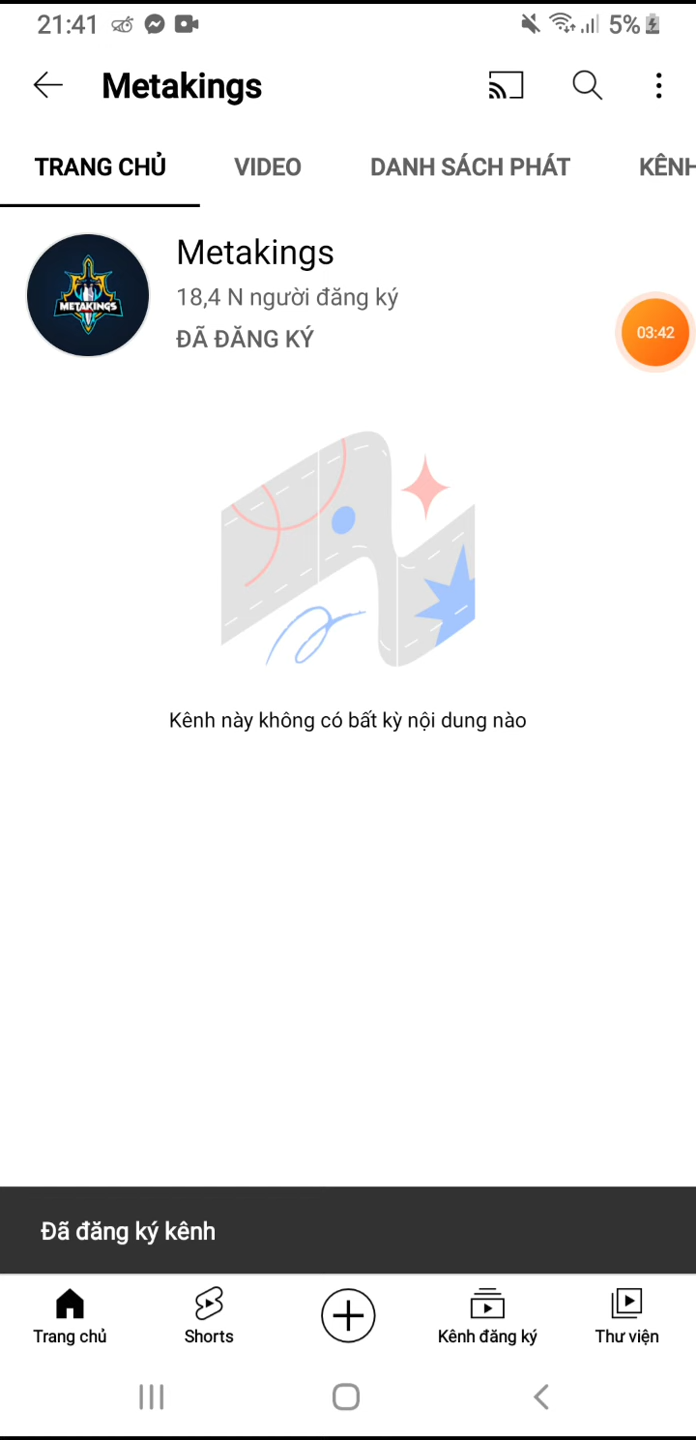 21:41
5%
Metakings
TRANG CHỦ VIDEO DANH SÁCH PHÁT KÊNH
METAKINGS
Metakings
18,4 N người đăng ký
ĐÃ ĐĂNG KÝ
03:42
Kênh này không có bất kỳ nội dung nào
Đã đăng ký kênh
Trang chủ Shorts Kênh đăng ký Thư viện